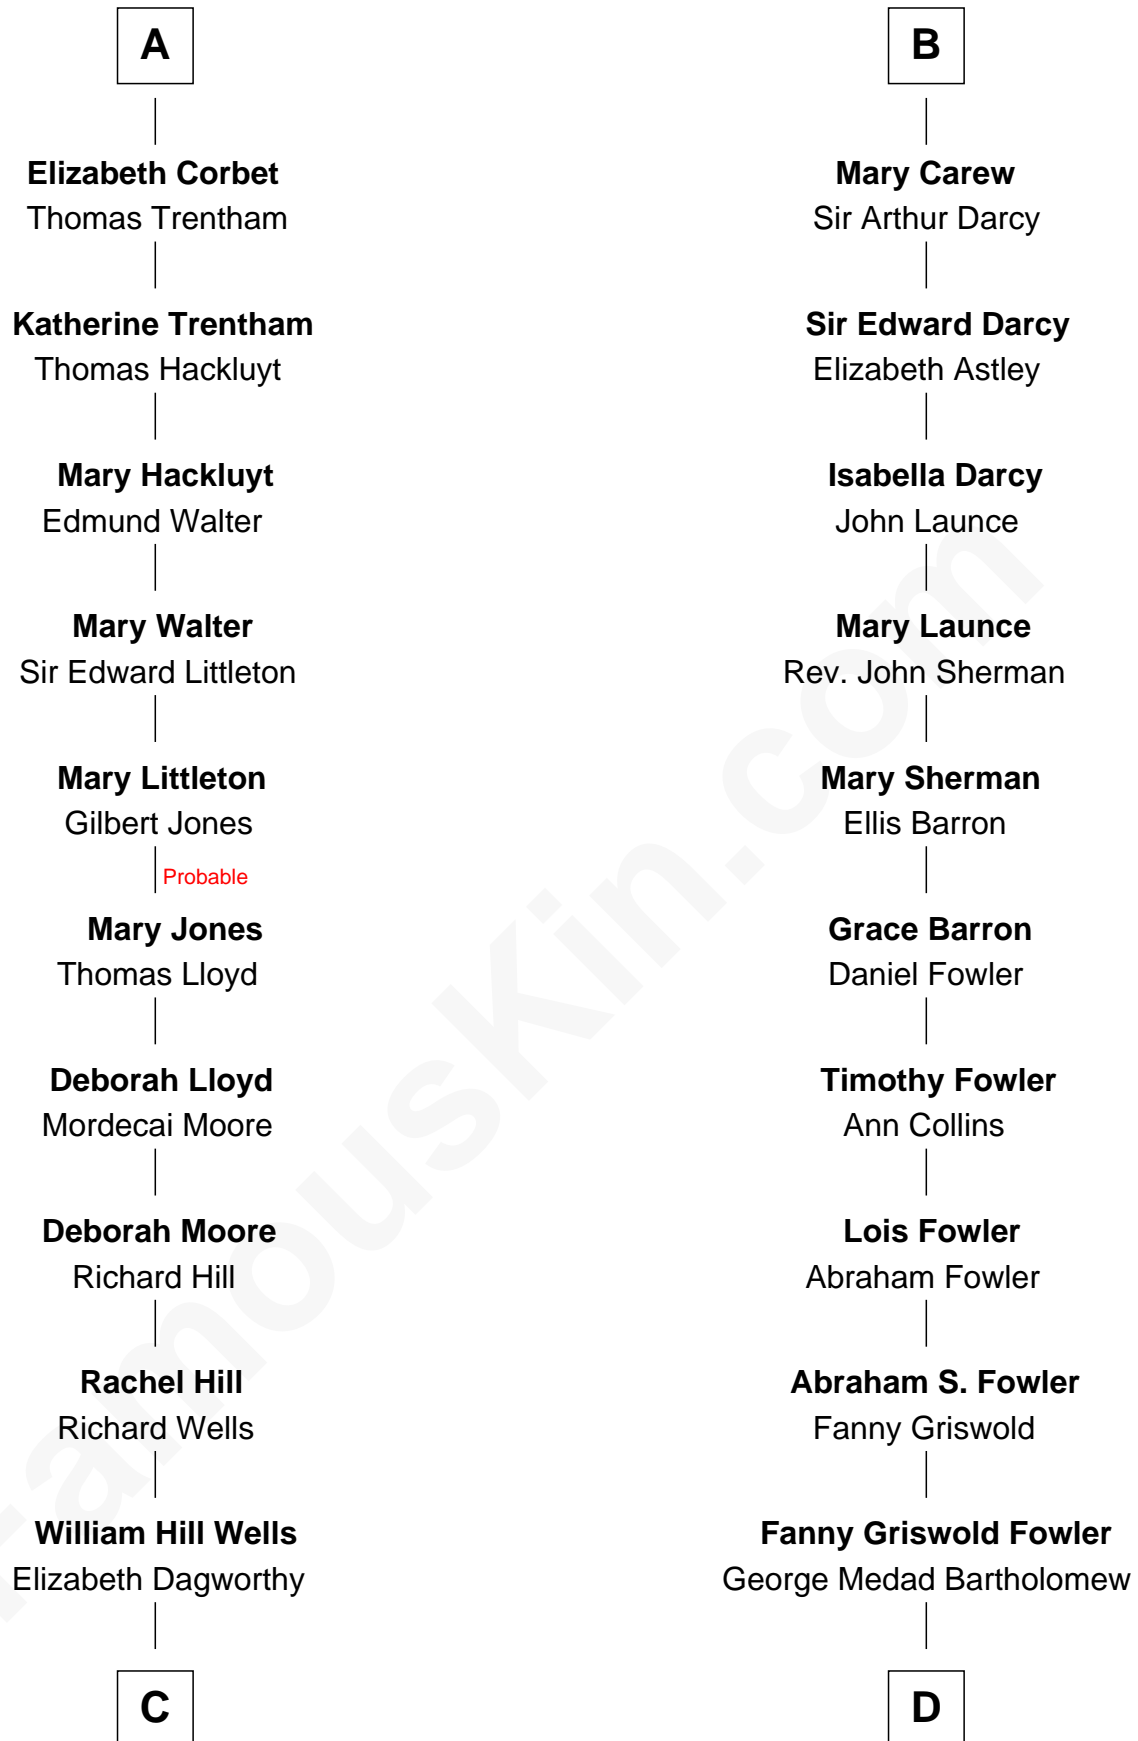 A
Elizabeth Corbet
Thomas Trentham
Katherine Trentham
Thomas Hackluyt
Mary Hackluyt
Edmund Walter
Mary Walter
Sir Edward Littleton
Mary Littleton
Gilbert Jones
Probable
Mary Jones
Thomas Lloyd
Deborah Lloyd
Mordecai Moore
Deborah Moore
Richard Hill
Rachel Hill
Richard Wells
William Hill Wells
Elizabeth Dagworthy
C
B
Mary Carew
Sir Arthur Darcy
Sir Edward Darcy
Elizabeth Astley
Isabella Darcy
John Launce
Mary Launce
Rev. John Sherman
Mary Sherman
Ellis Barron
Grace Barron
Daniel Fowler
Timothy Fowler
Ann Collins
Lois Fowler
Abraham Fowler
Abraham S. Fowler
Fanny Griswold
Fanny Griswold Fowler
George Medad Bartholomew
D
FamousKin.com